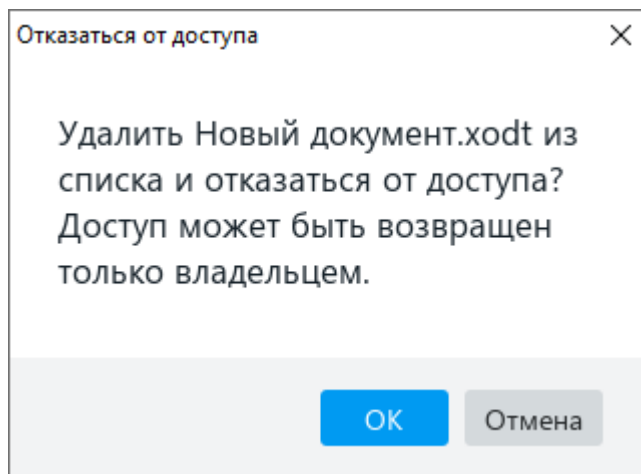 Отказаться от доступа
Удалить Новый документ.xodt из
списка и отказаться от доступа?
Доступ может быть возвращен
только владельцем.
ОК
Отмена